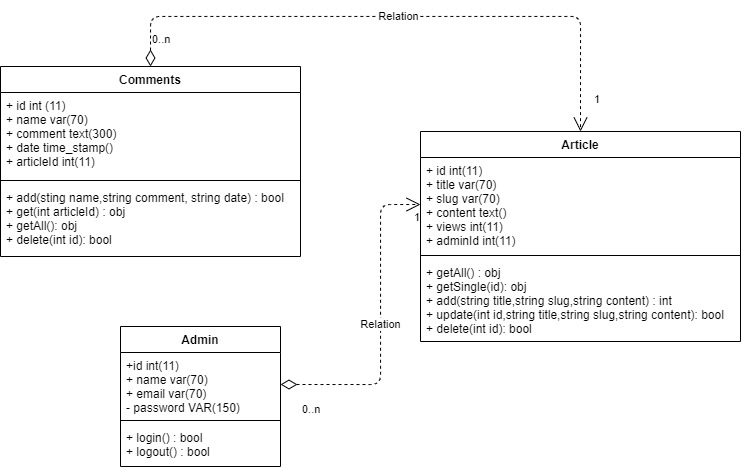 Relation
0..n
Comments
+ id int (11)
+ name var(70)
+ comment text(300)
+ date time_stamp()
+ articleId int(11)
+ add(sting name,string comment, string date) : bool
+ get(int articleId) : obj
+ getAll(): obj
+ delete(int id): bool
1
Article
+ id int(11)
+ title var(70)
+ slug var(70)
+ content text()
+ views int(11)
+ adminId int(11)
+ getAll() : obj
+ getSingle(id): obj
+ add(string title,string slug,string content) : int
+ update(int id,string title,string slug,string content): bool
+ delete(int id): bool
1
Relation
0..n
Admin
+id int(11)
+ name var(70)
+ email var(70)
- password VAR(150)
+ login() : bool
+ logout() : bool